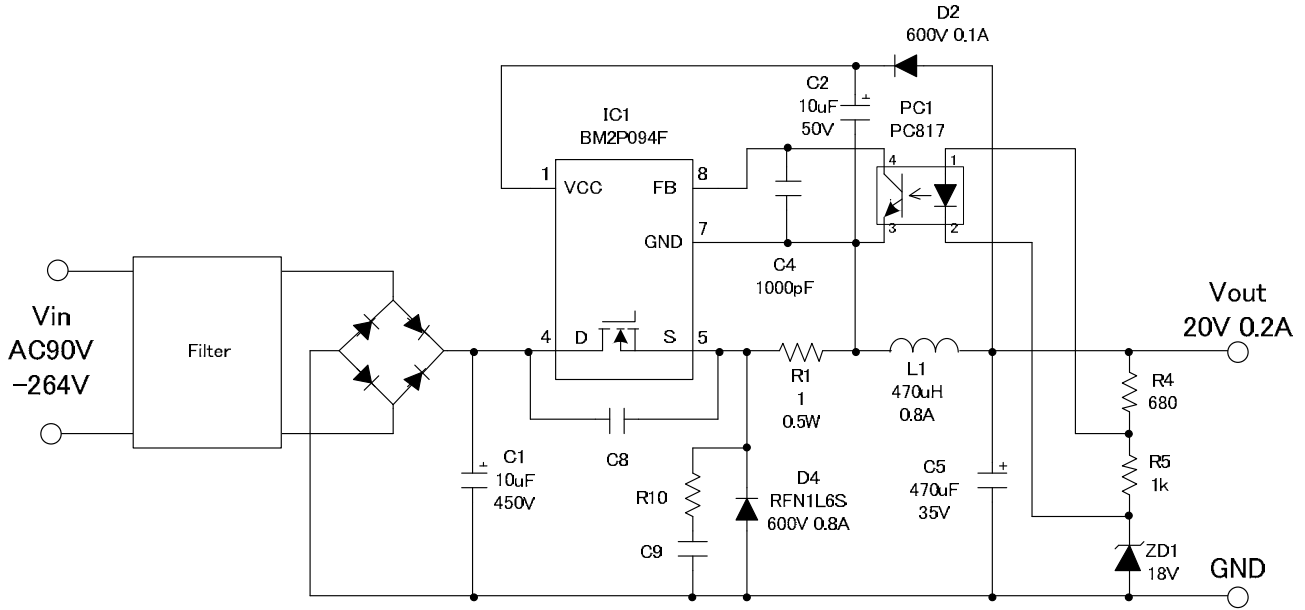 D2
600V 0.1A
C2
10uF
50V
PC1
PC817
IC1
BM2P094F
4
1
1
VCC
FB
8
3
2
GND
7
C4
1000pF
Vin
AC90V
-264V
Filter
4
D
S
5
Vout
20V 0.2A
R1
1
0.5W
L1
470uH
0.8A
R4
680
C8
C1
10uF
450V
R10
D4
RFN1L6S
600V 0.8A
C5
470uF
35V
R5
1k
C9
ZD1
18V
GND